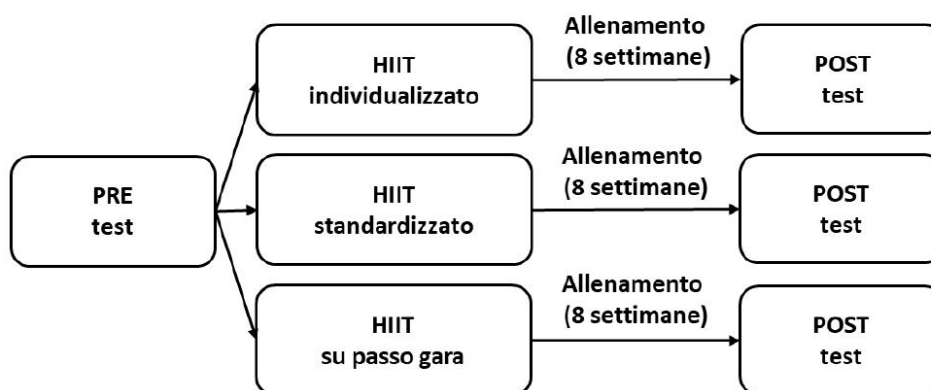 PRE
test
HIIT
individualizzato
Allenamento
(8 settimane)
POST
test
HIIT
standardizzato
Allenamento
(8 settimane)
POST
test
HIIT
su passo gara
Allenamento
(8 settimane)
POST
test